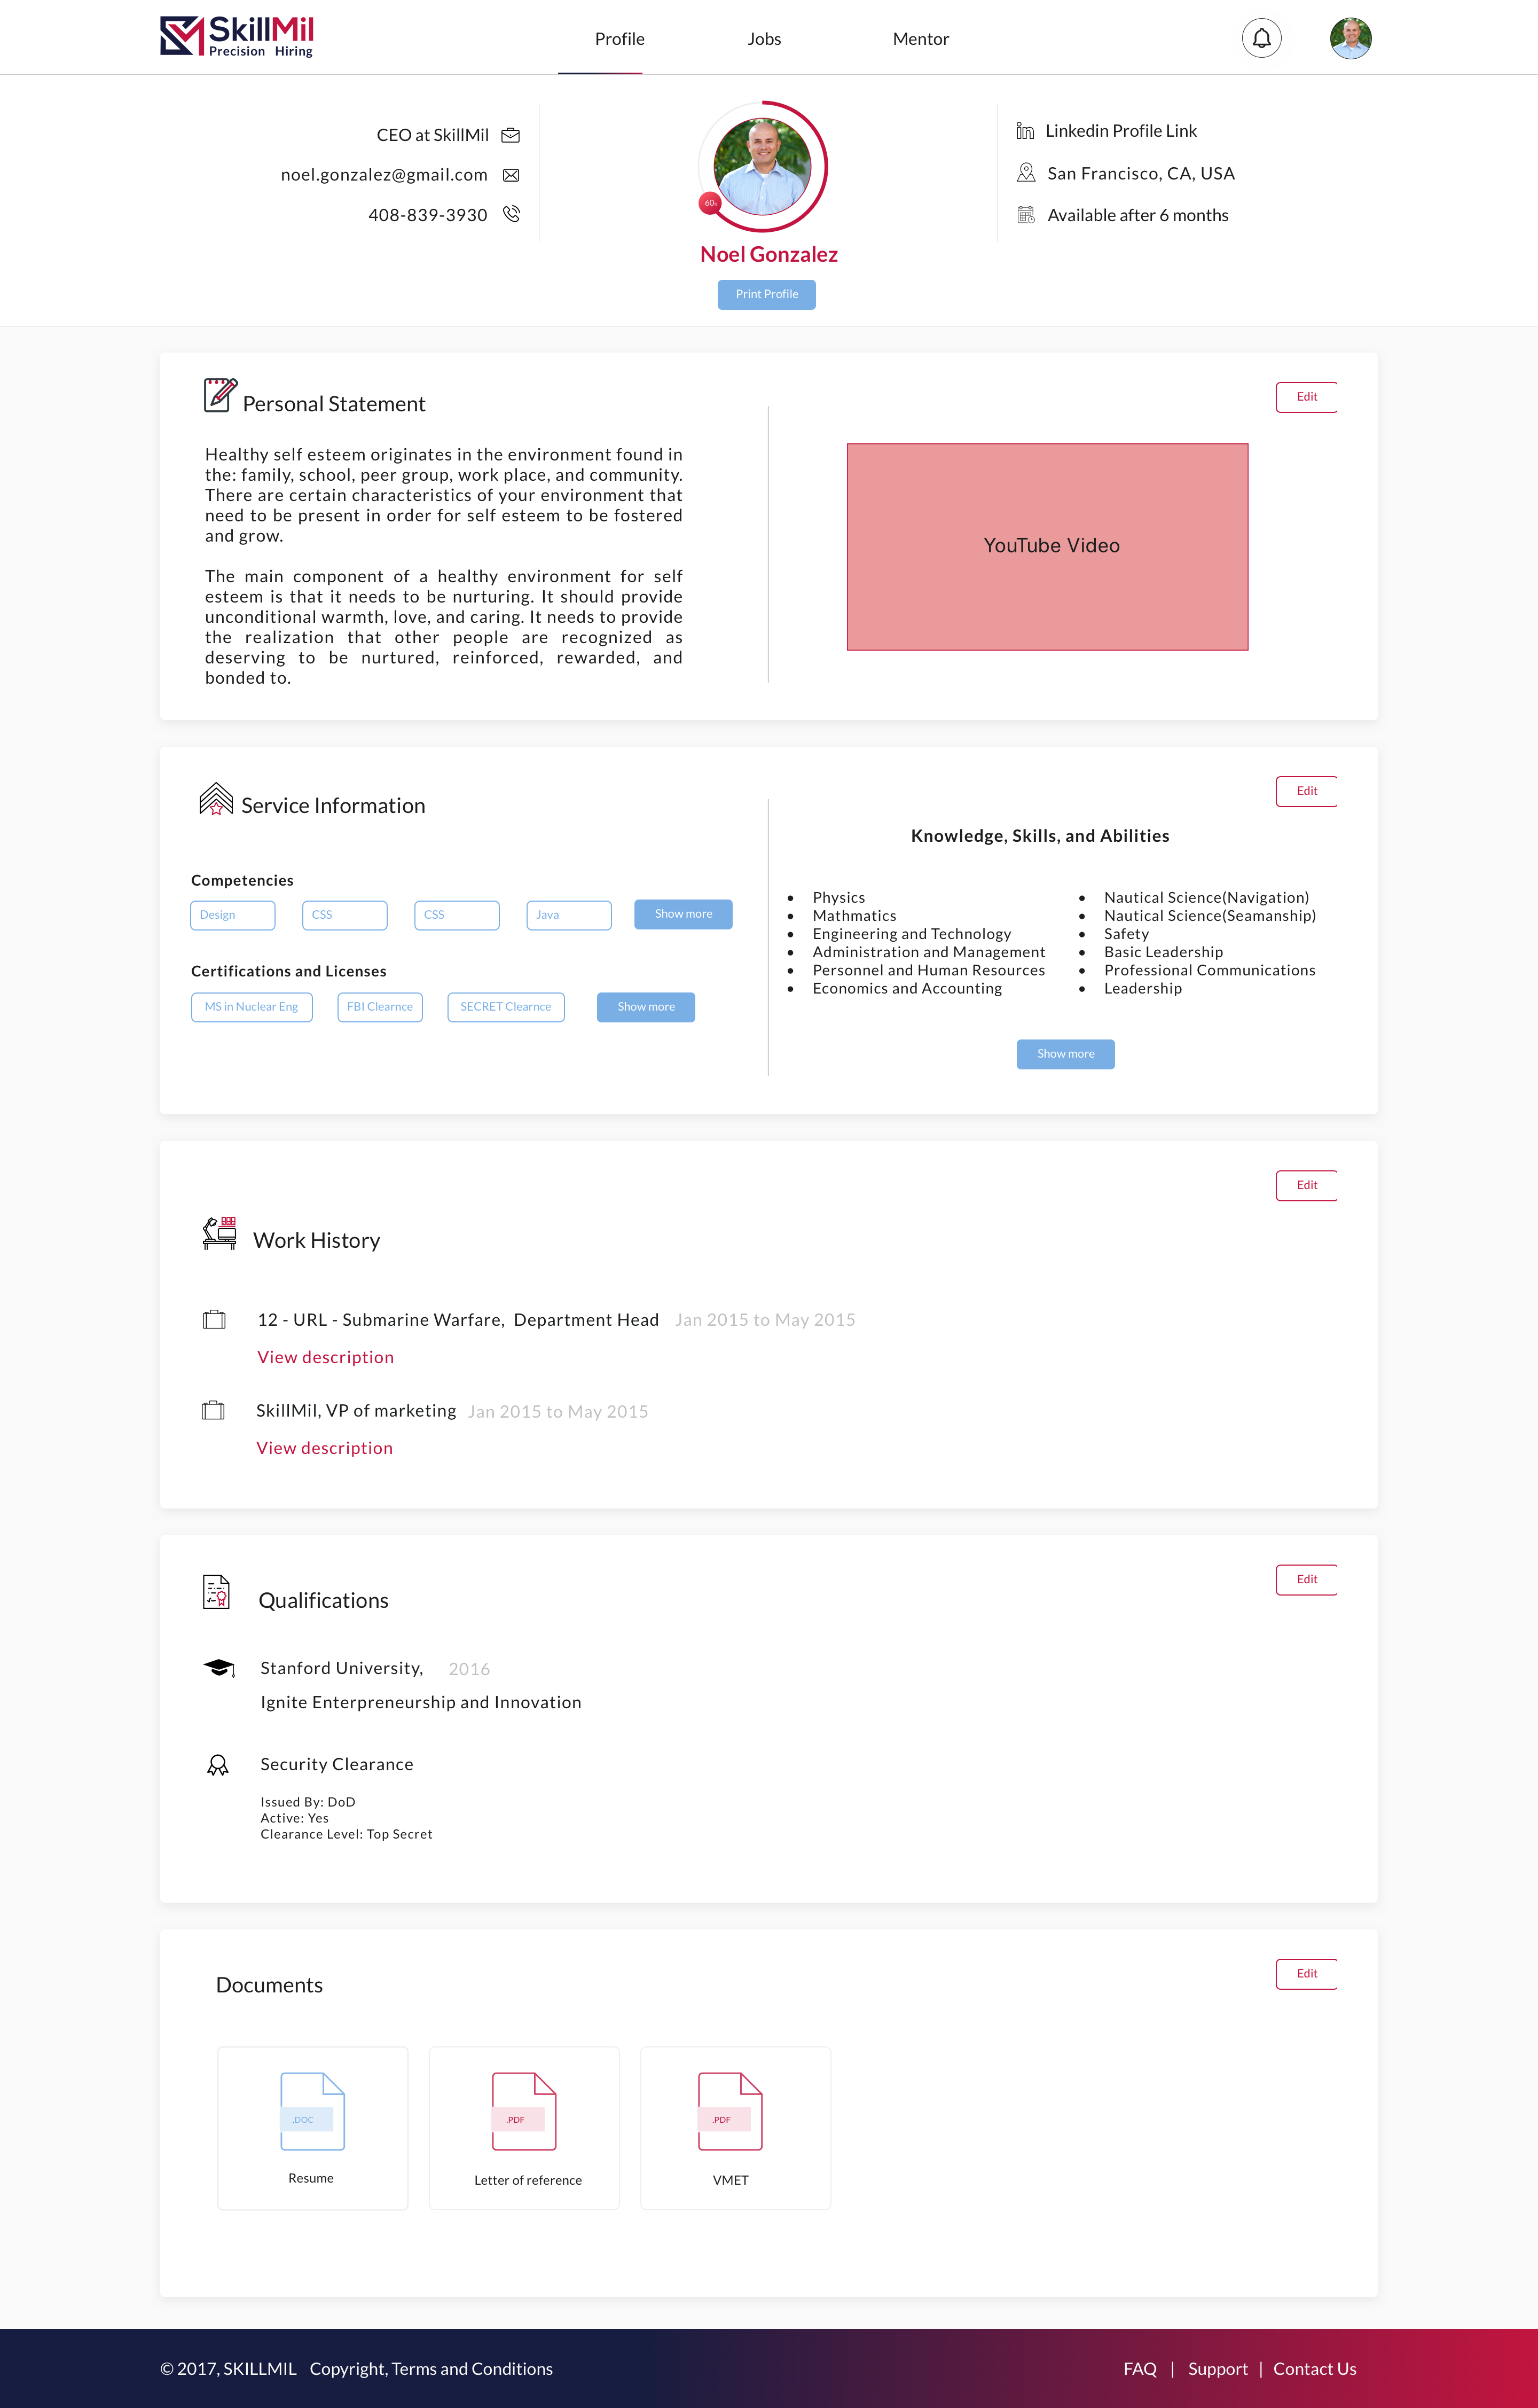 SkillMil
Precision Hiring
Profile
Jobs
Mentor
CEO at SkillMil
noel.gonzalez@gmail.com
408-839-3930
60%
Noel Gonzalez
Print Profile
Linkedin Profile Link
San Francisco, CA, USA
Available after 6 months
Personal Statement
Edit
Healthy self esteem originates in the environment found in
the: family, school, peer group, work place, and community.
There are certain characteristics of your environment that
need to be present in order for self esteem to be fostered
and grow.
The main component of a healthy environment for self
esteem is that it needs to be nurturing. It should provide
unconditional warmth, love, and caring. It needs to provide
the realization that other people are recognized as
deserving to be nurtured, reinforced, rewarded, and
bonded to.
YouTube Video
Service Information
Edit
Competencies
Design
CSS
CSS
Java
Show more
Certifications and Licenses
MS in Nuclear Eng
FBI Clearnce
SECRET Clearnce
Show more
Knowledge, Skills, and Abilities
• Physics
• Mathmatics
• Engineering and Technology
• Administration and Management
• Personnel and Human Resources
• Economics and Accounting
• Nautical Science(Navigation)
• Nautical Science(Seamanship)
• Safety
• Basic Leadership
• Professional Communications
• Leadership
Show more
Edit
Work History
12 - URL - Submarine Warfare, Department Head Jan 2015 to May 2015
View description
SkillMil, VP of marketing Jan 2015 to May 2015
View description
Edit
Qualifications
Stanford University, 2016
Ignite Enterpreneurship and Innovation
Security Clearance
Issued By: DoD
Active: Yes
Clearance Level: Top Secret
Edit
Documents
.DOC
Resume
.PDF
Letter of reference
.PDF
VMET
© 2017, SKILLMIL Copyright, Terms and Conditions
FAQ | Support | Contact Us